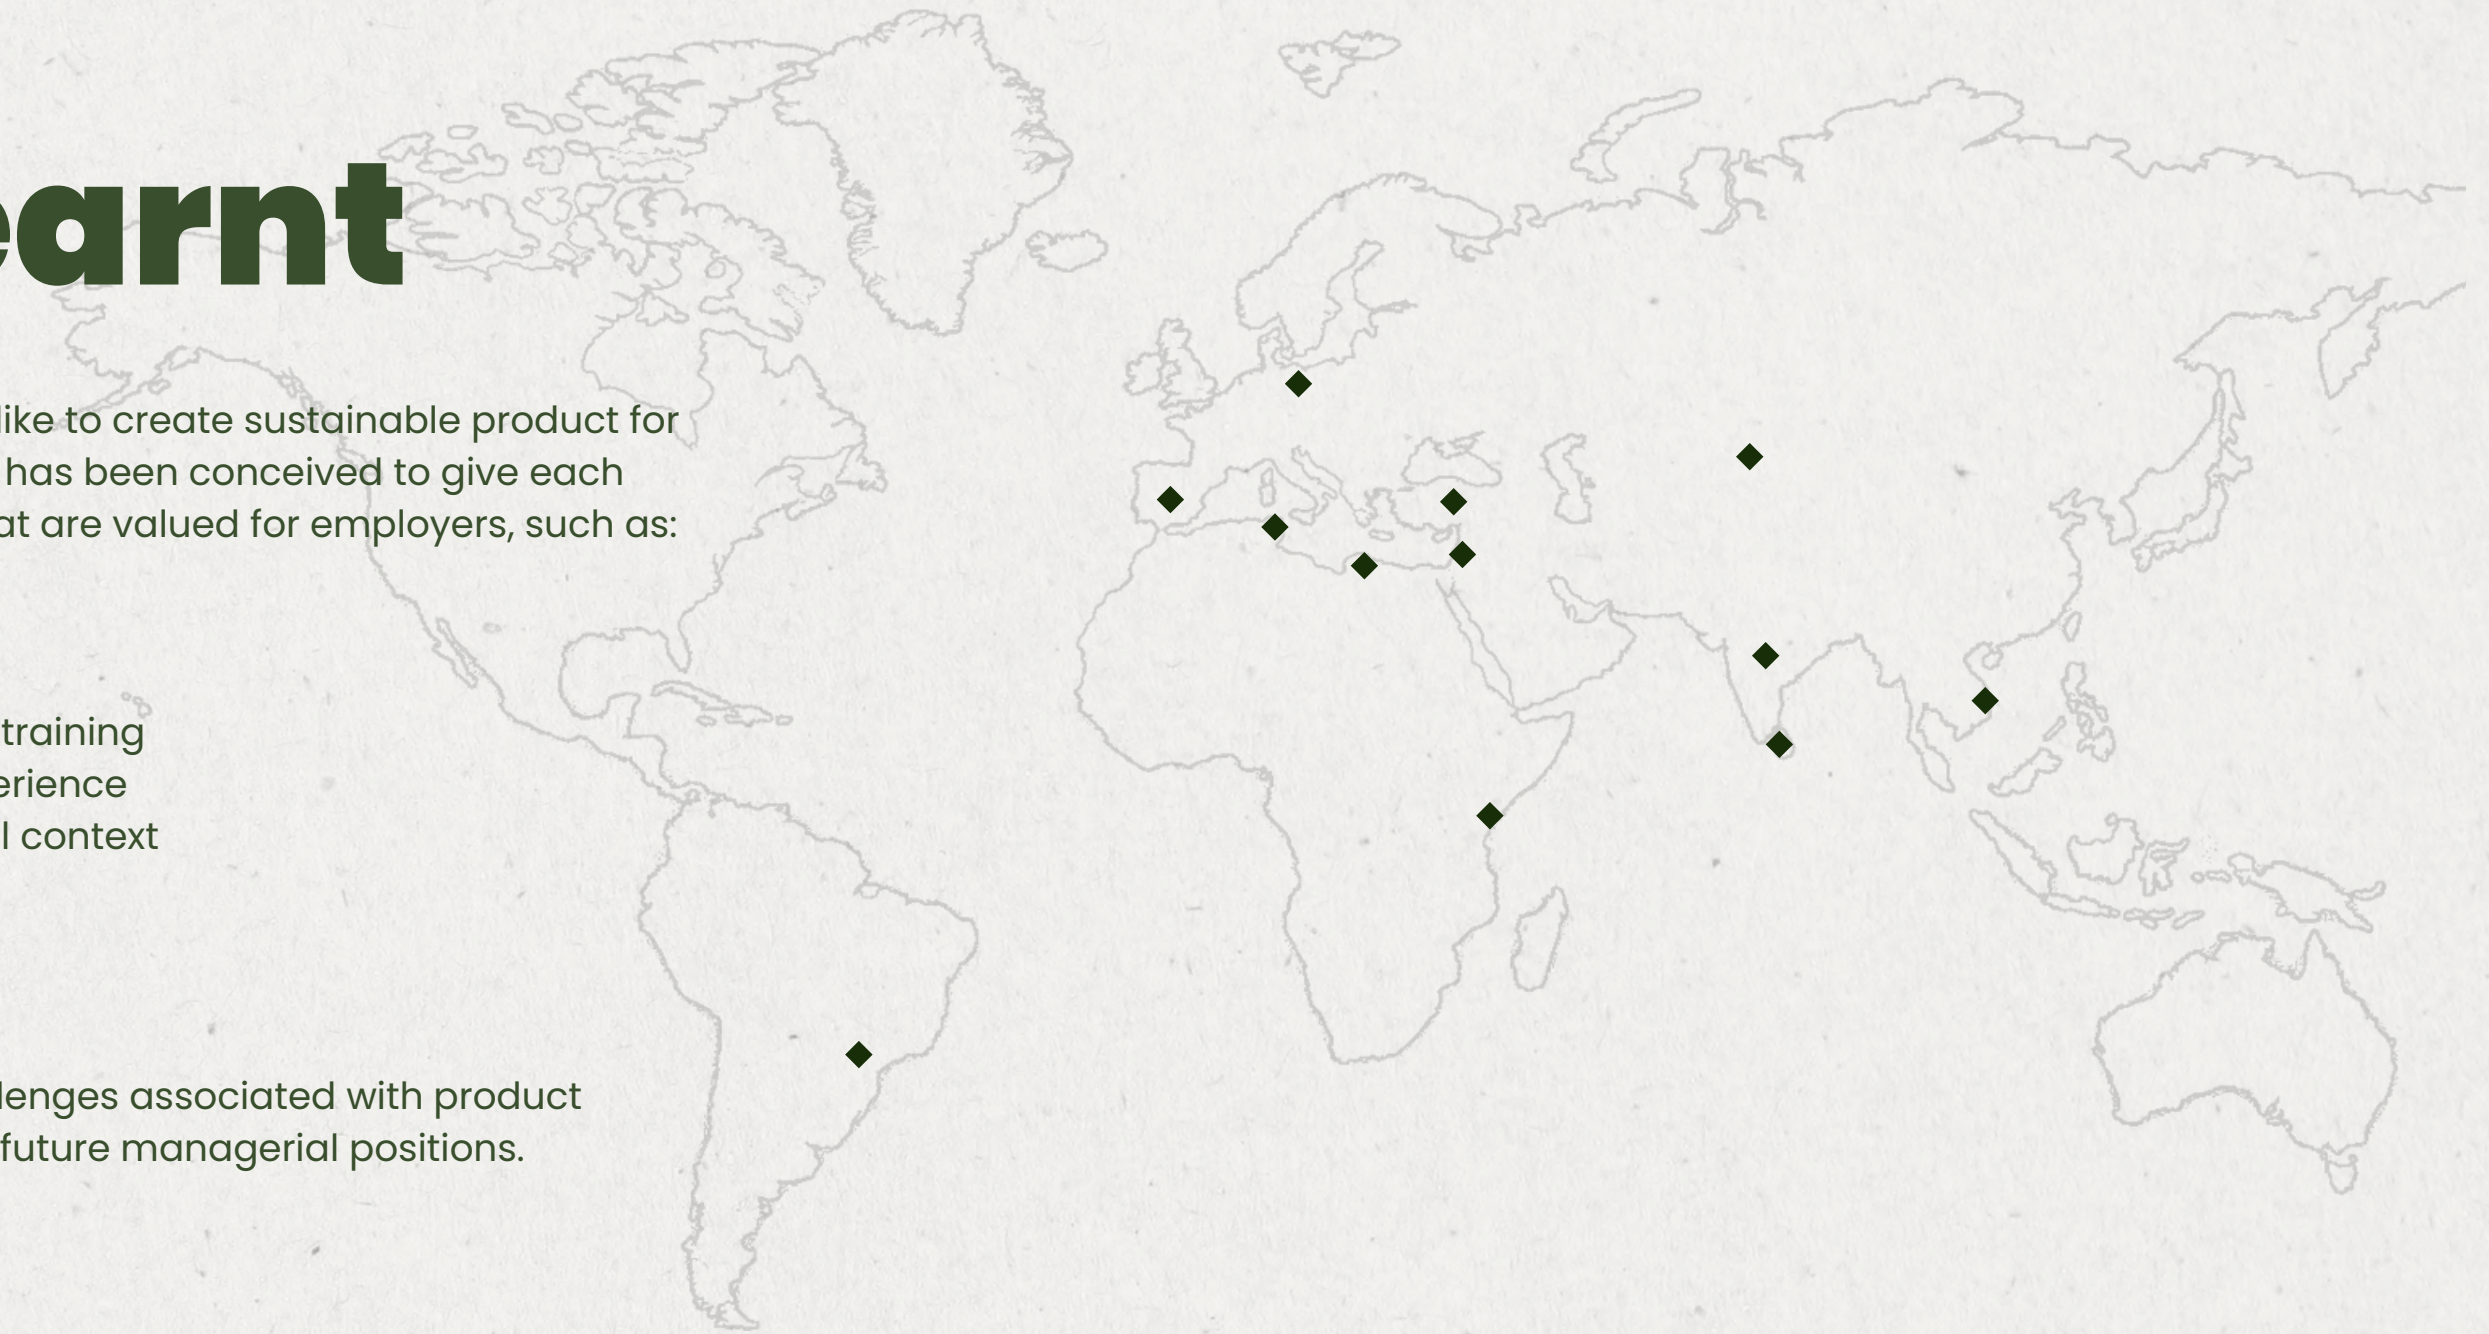 earnt
like to create sustainable product for
has been conceived to give each
at are valued for employers, such as:
training
erience
l context
lenges associated with product
future managerial positions.